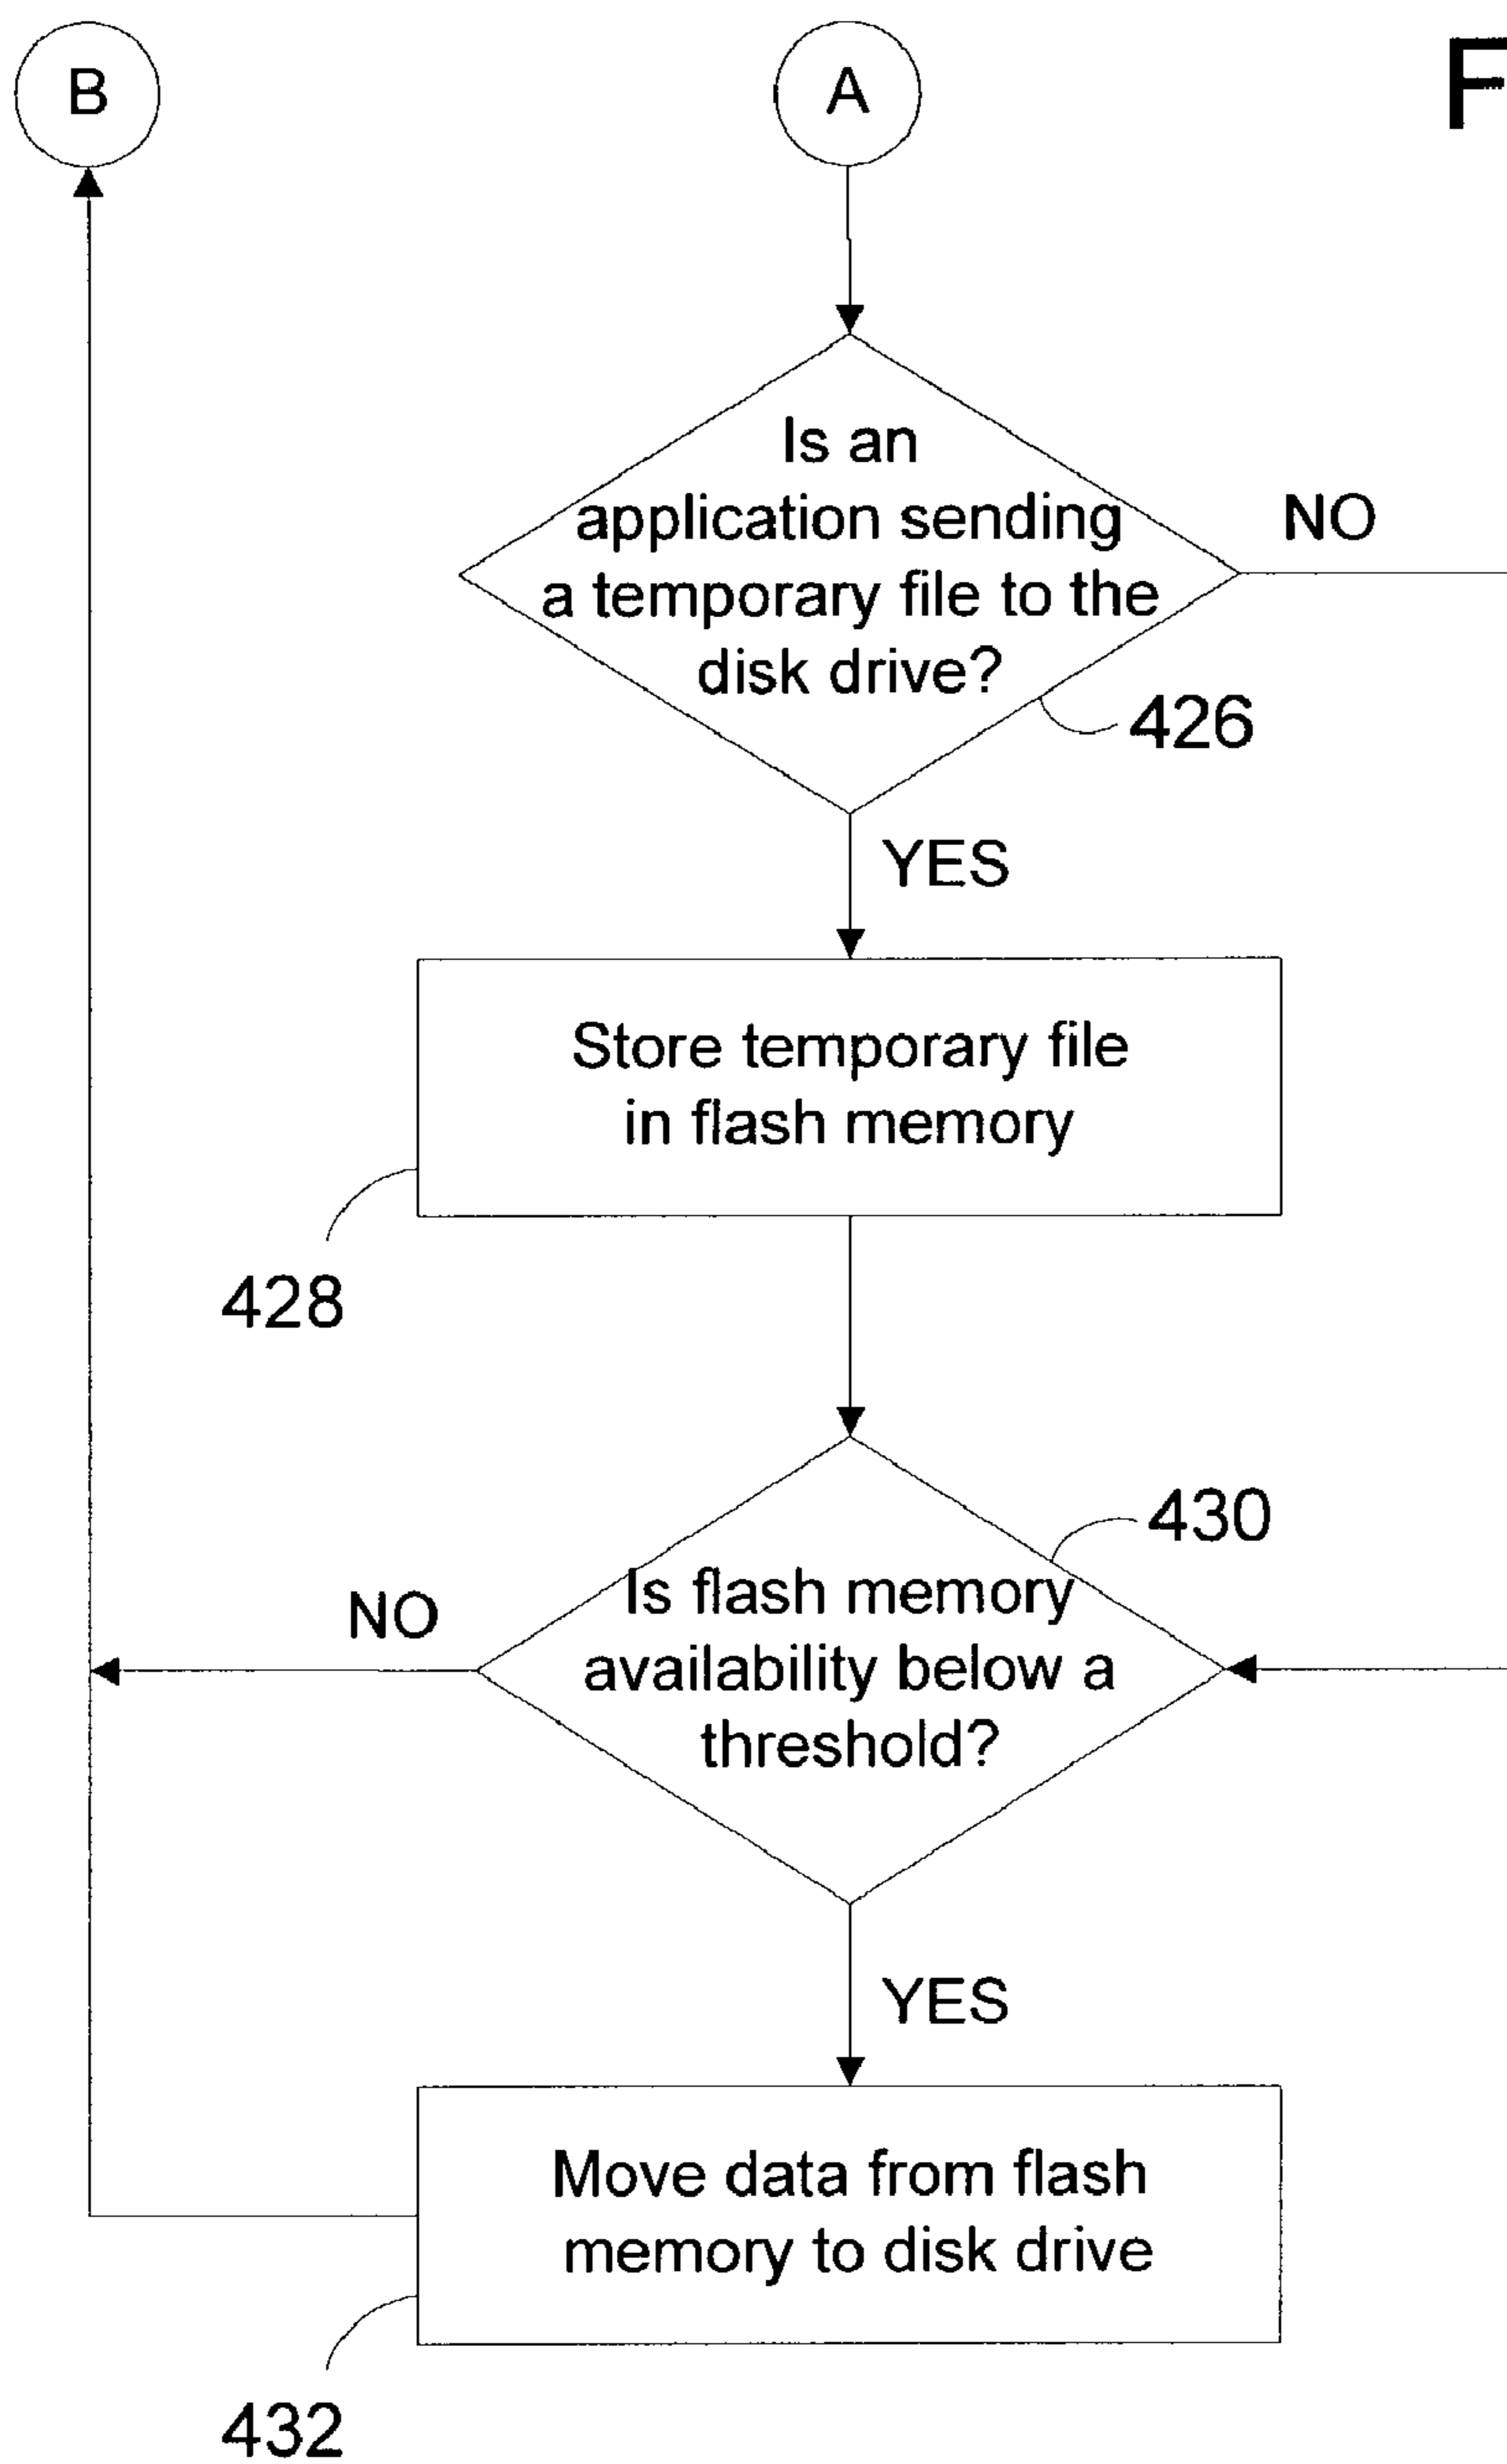 B
A
F
Is an
application sending
a temporary file to the
disk drive?
NO
426
YES
Store temporary file
in flash memory
428
430
Is flash memory
availability below a
threshold?
NO
YES
Move data from flash
memory to disk drive
432